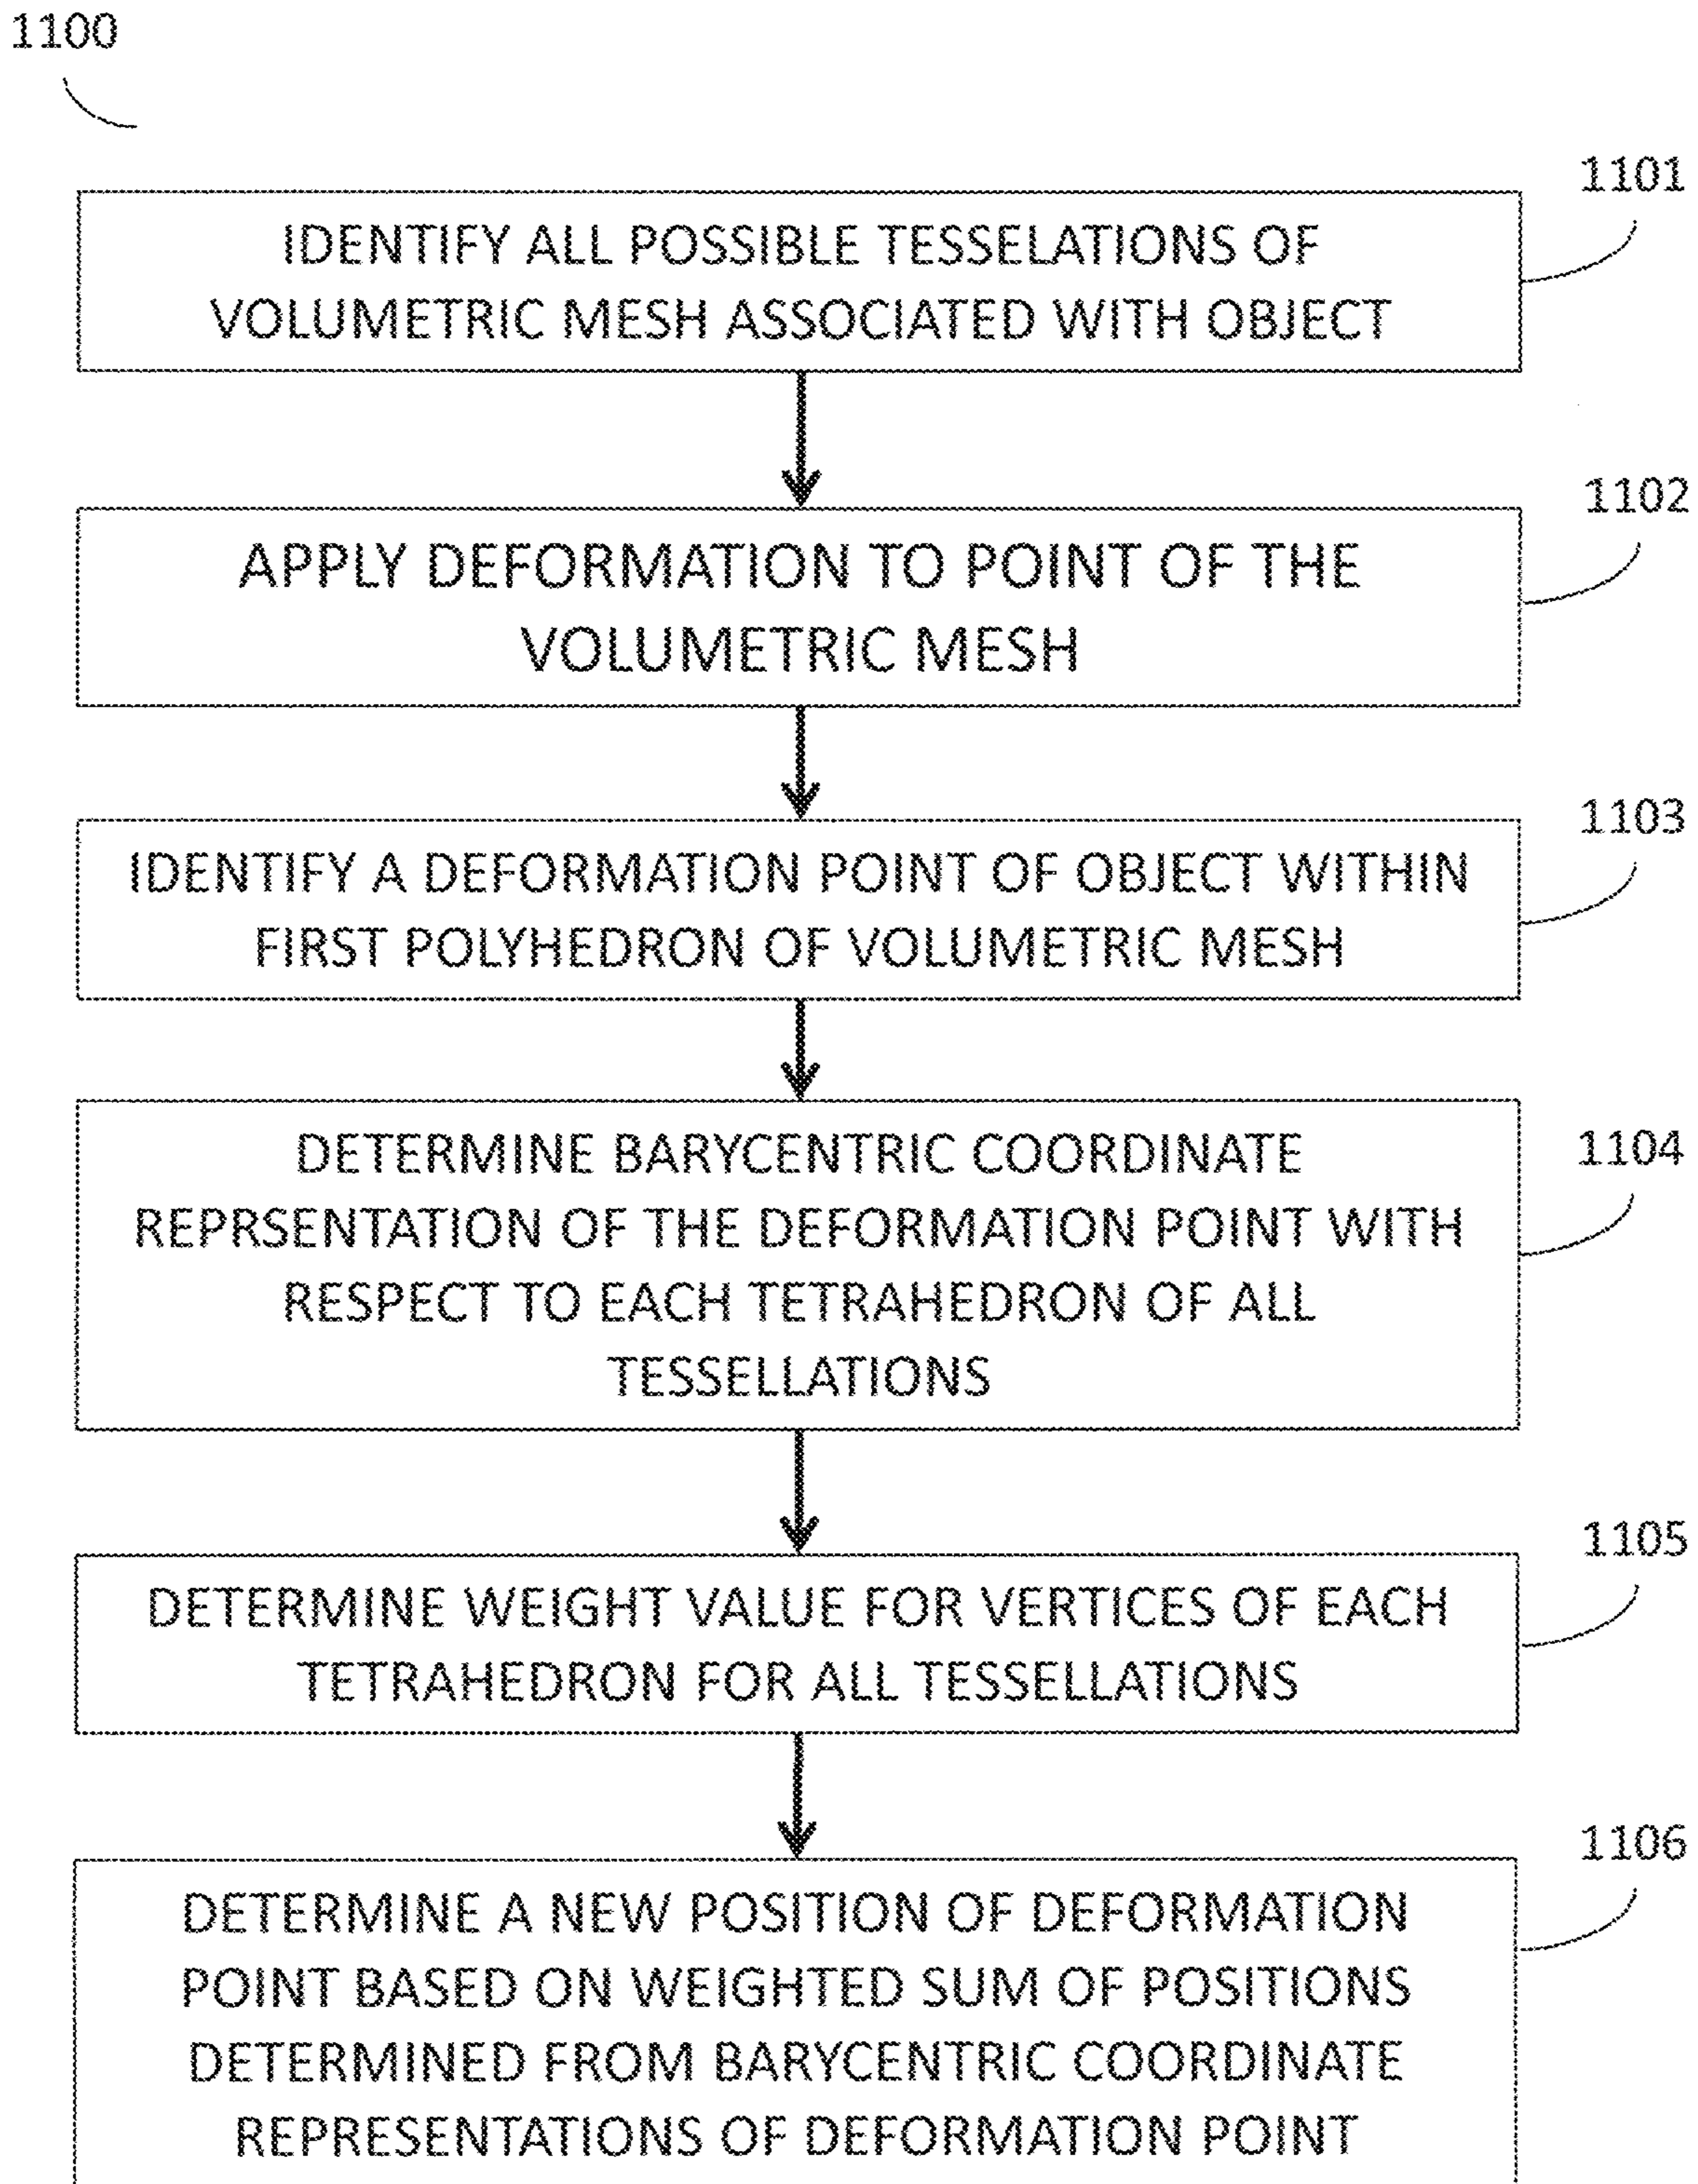 1100
1101
IDENTIFY ALL POSSIBLE TESSELATIONS OF
VOLUMETRIC MESH ASSOCIATED WITH OBJECT
1102
APPLY DEFORMATION TO POINT OF THE
VOLUMETRIC MESH
1103
IDENTIFY A DEFORMATION POINT OF OBJECT WITHIN
FIRST POLYHEDRON OF VOLUMETRIC MESH
1104
DETERMINE BARYCENTRIC COORDINATE
REPRSENTATION OF THE DEFORMATION POINT WITH
RESPECT TO EACH TETRAHEDRON OF ALL
TESSELLATIONS
1105
DETERMINE WEIGHT VALUE FOR VERTICES OF EACH
TETRAHEDRON FOR ALL TESSELLATIONS
1106
DETERMINE A NEW POSITION OF DEFORMATION
POINT BASED ON WEIGHTED SUM OF POSITIONS
DETERMINED FROM BARYCENTRIC COORDINATE
REPRESENTATIONS OF DEFORMATION POINT